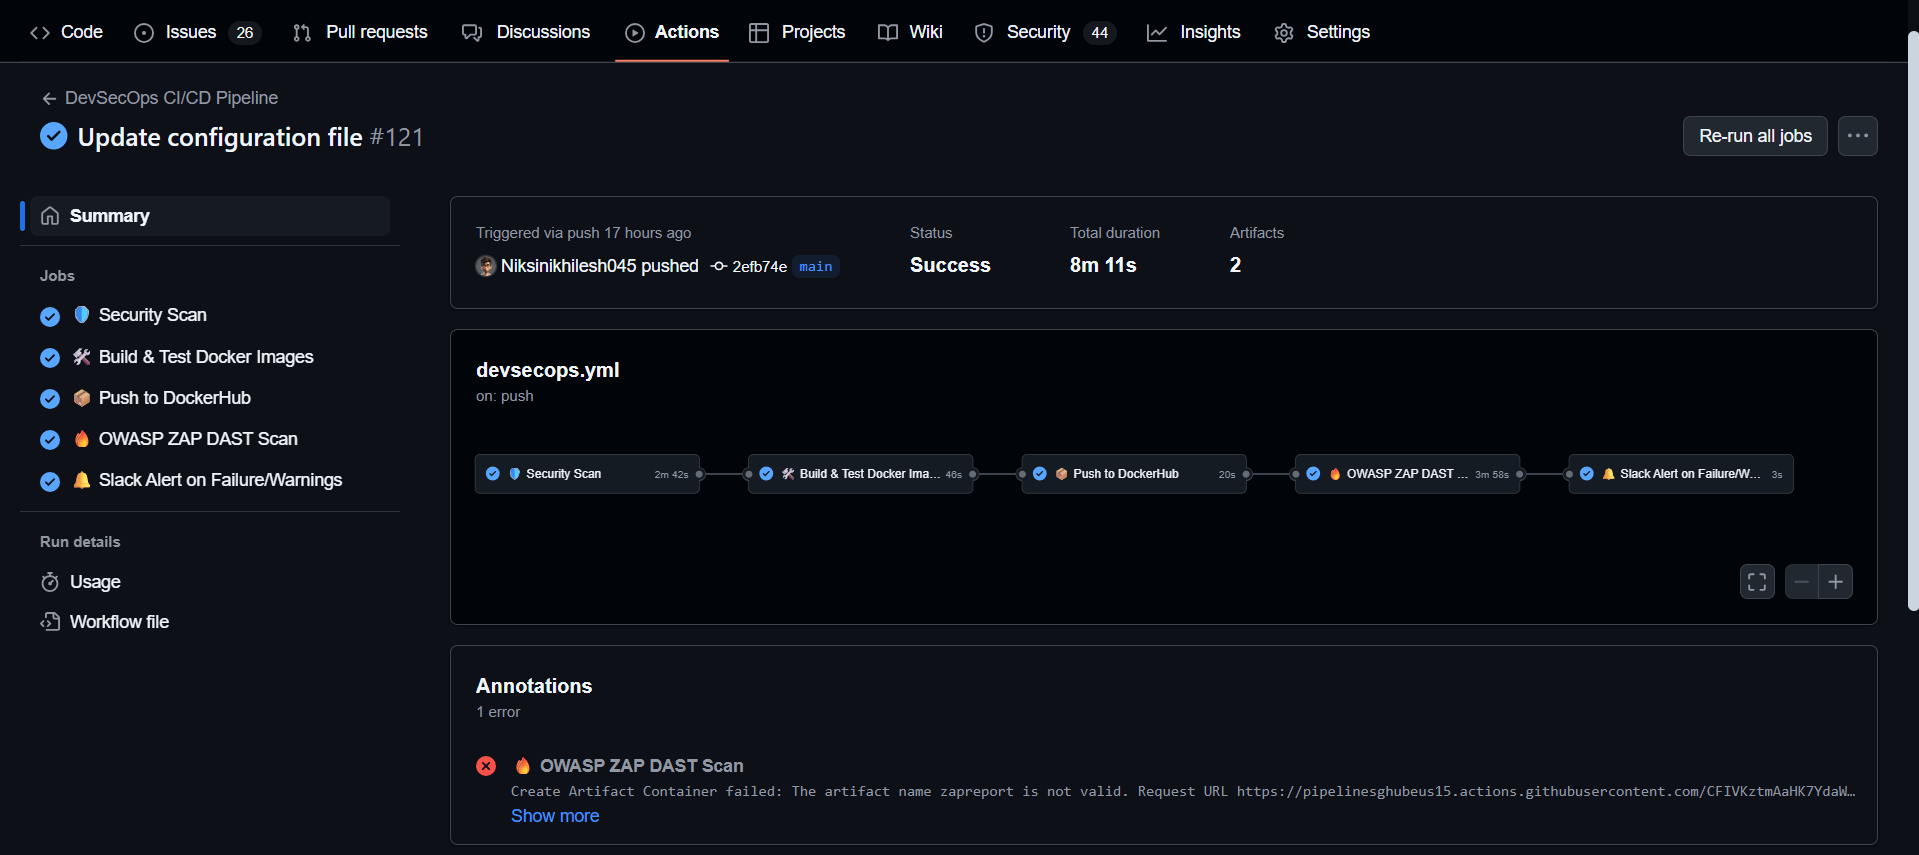 Code Issues 26 Pull requests Discussions Actions Projects Wiki Security 44 Insights Settings
DevSecOps CI/CD Pipeline
Update configuration file #121
Re-run all jobs
Summary
Jobs
Security Scan
Build & Test Docker Images
Push to DockerHub
OWASP ZAP DAST Scan
Slack Alert on Failure/Warnings
Run details
Usage
Workflow file
Triggered via push 17 hours ago
Niksinikhilesh045 pushed 2efb74e main
Status
Success
Total duration
8m 11s
Artifacts
2
devsecops.yml
on: push
Security Scan 2m 42s
Build & Test Docker Ima... 46s
Push to DockerHub 20s
OWASP ZAP DAST ... 3m 58s
Slack Alert on Failure/W... 3s
Annotations
1 error
OWASP ZAP DAST Scan
Create Artifact Container failed: The artifact name zapreport is not valid. Request URL https://pipelinesghubeus15.actions.githubusercontent.com/CFIVKztmAaHK7YdaW…
Show more